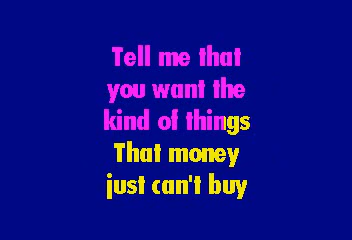 Tell me that
you want the
kind of things
That money
just can't buy